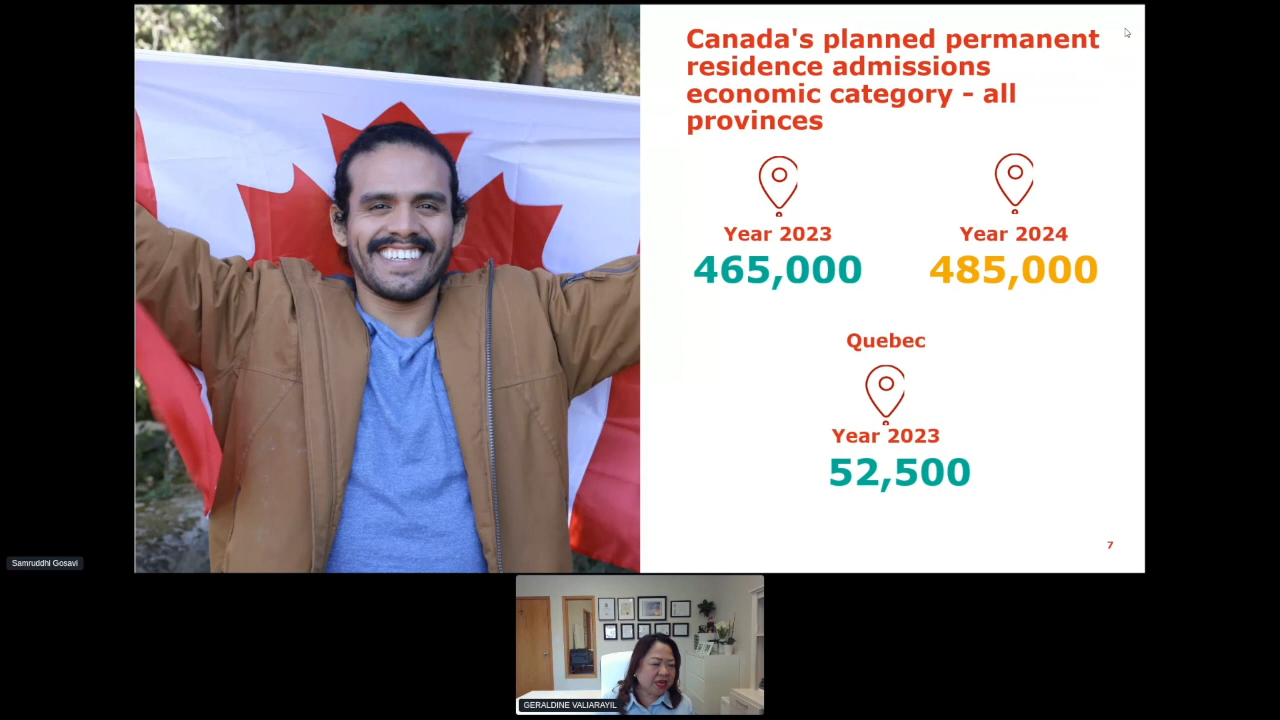 Canada's planned permanent
residence admissions
economic category - all
provinces
Year 2023
465,000
Year 2024
485,000
Quebec
Year 2023
52,500
7
Samruddhi Gosavi
GERALDINE VALIARAYIL